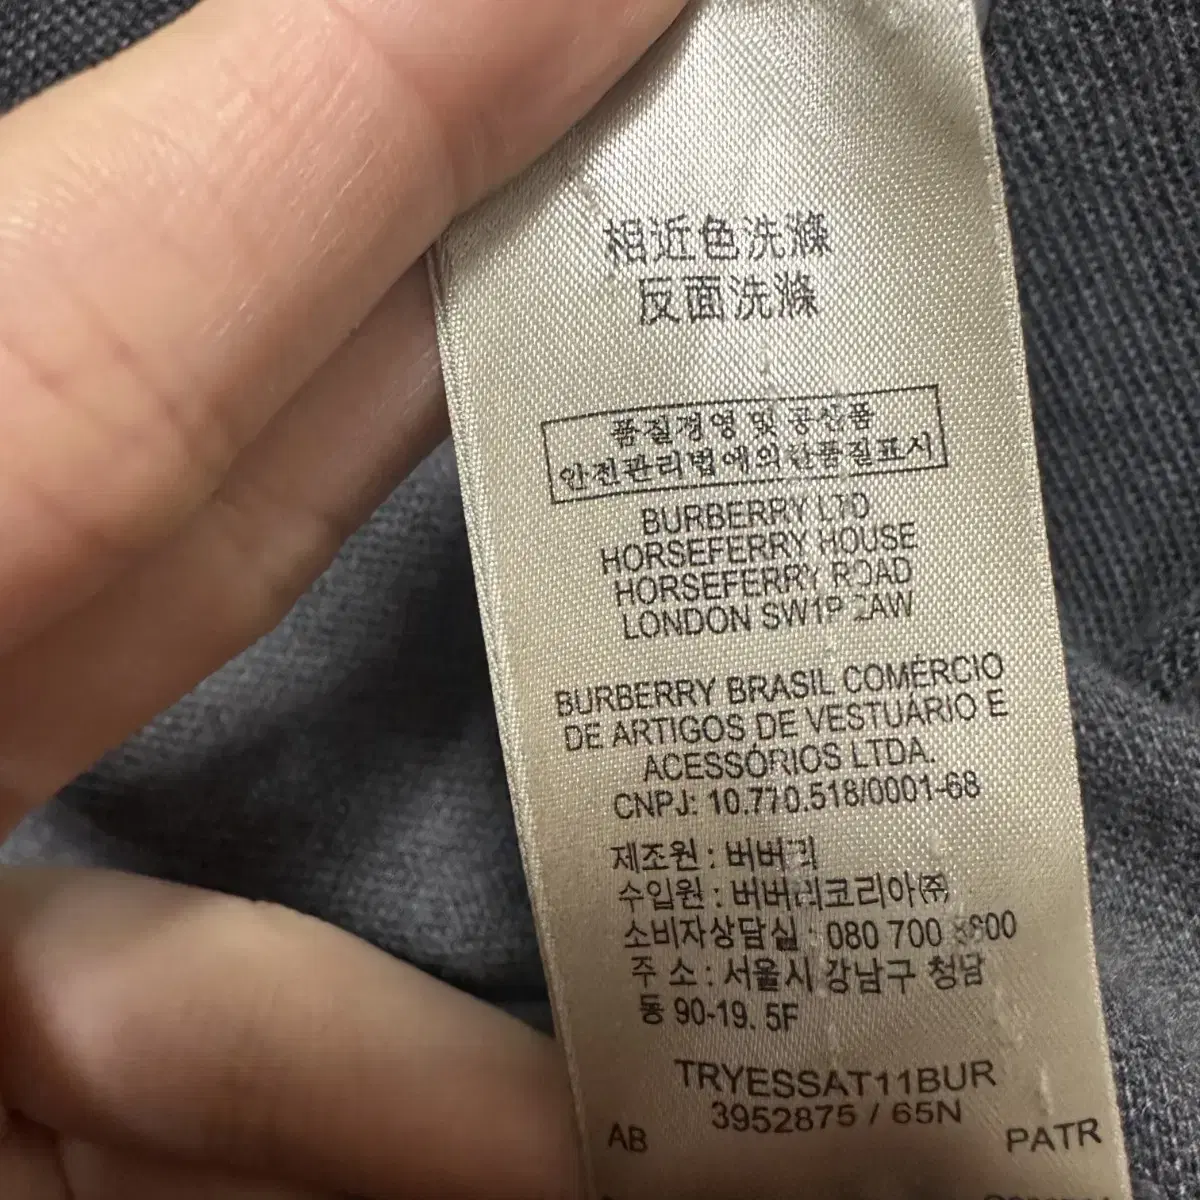 相近色洗滌
反面洗滌
품질경영 및 공산품
안전관리법에의한품질표시
BURBERRY LTD
HORSEFERRY HOUSE
HORSEFERRY ROAD
LONDON SW1P 2AW
BURBERRY BRASIL COMÉRCIO
DE ARTIGOS DE VESTUÁRIO E
ACESSÓRIOS LTDA.
CNPJ: 10.770.518/0001-68
제조원 : 버버리
수입원 : 버버리코리아㈜
소비자상담실 : 080 700 8800
주 소 : 서울시 강남구 청남
동 90-19. 5F
TRYESSAT11BUR
3952875 / 65N
AB
PATR